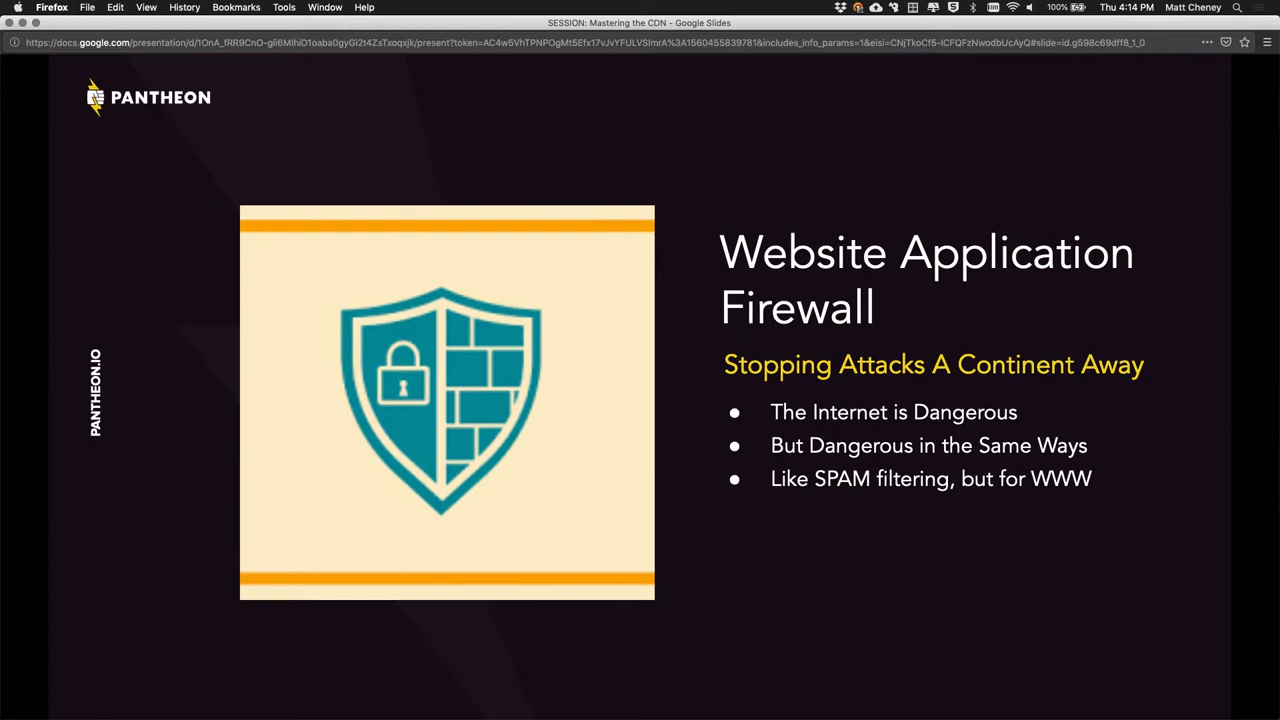 Firefox File Edit View History Bookmarks Tools Window Help 100% Thu 4:14 PM Matt Cheney
SESSION: Mastering the CDN - Google Slides
PANTHEON
Website Application
Firewall
Stopping Attacks A Continent Away
● The Internet is Dangerous
● But Dangerous in the Same Ways
● Like SPAM filtering, but for WWW
PANTHEON.IO